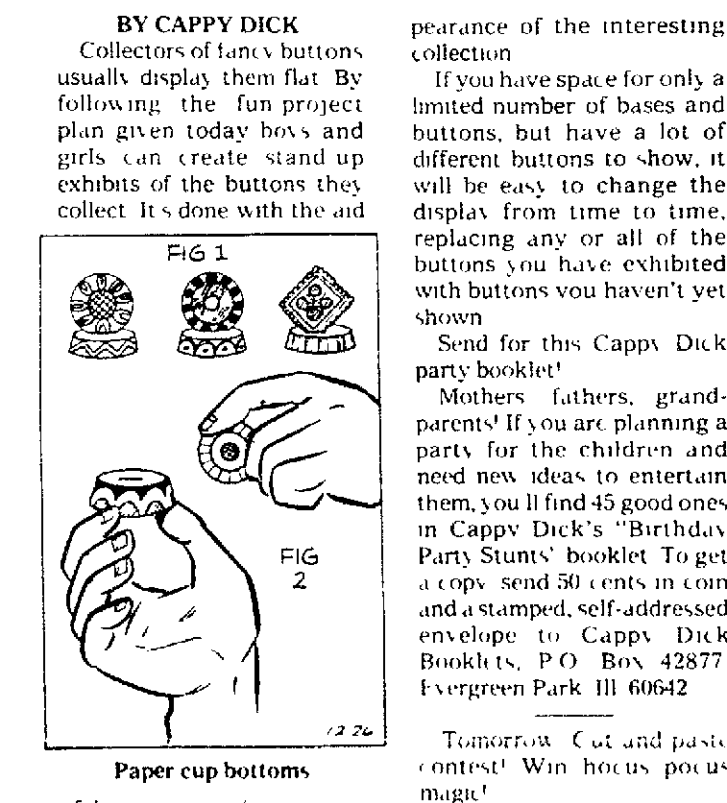 BY CAPPY DICK
Collectors of fancy buttons
usually display them flat By
following the fun project
plan given today boys and
girls can create stand up
exhibits of the buttons they
collect It s done with the aid
FIG 1
FIG
2
12 26
Paper cup bottoms
pearance of the interesting
collection
If you have space for only a
limited number of bases and
buttons, but have a lot of
different buttons to show, it
will be easy to change the
display from time to time,
replacing any or all of the
buttons you have exhibited
with buttons you haven't yet
shown
Send for this Cappy Dick
party booklet!
Mothers fathers, grand-
parents! If you are planning a
party for the children and
need new ideas to entertain
them, you ll find 45 good ones
in Cappy Dick's "Birthday
Party Stunts' booklet To get
a copy send 50 cents in coin
and a stamped, self-addressed
envelope to Cappy Dick
Booklets, P O Box 42877
Evergreen Park Ill 60642
Tomorrow Cut and paste
contest! Win hocus pocus
magic!